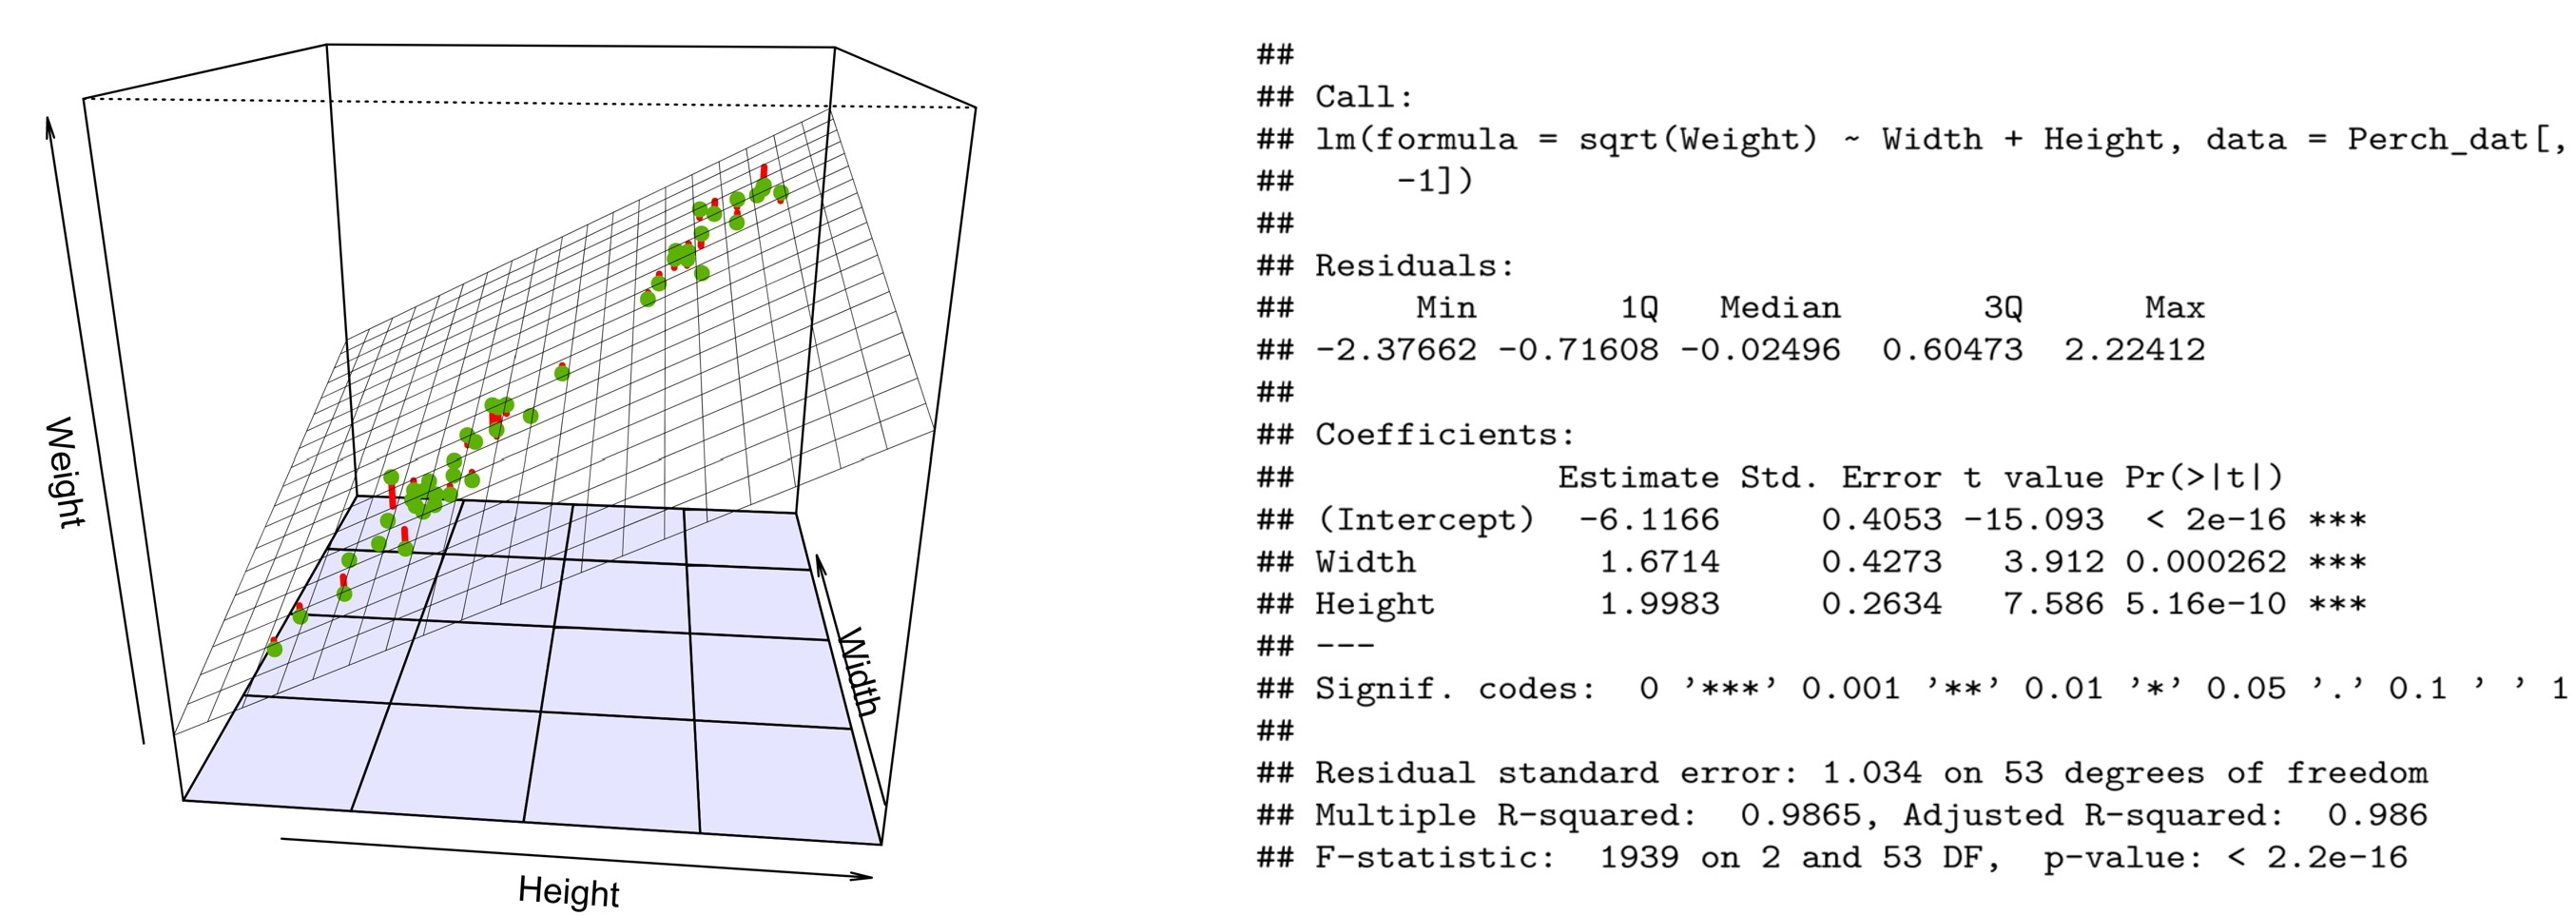 Weight
Width
Height
##
## Call:
## lm(formula = sqrt(Weight) ~ Width + Height, data = Perch_dat[,
##     -1])
##
## Residuals:
##      Min       1Q   Median       3Q      Max
## -2.37662 -0.71608 -0.02496  0.60473  2.22412
##
## Coefficients:
##             Estimate Std. Error t value Pr(>|t|)
## (Intercept)  -6.1166     0.4053 -15.093  < 2e-16 ***
## Width         1.6714     0.4273   3.912 0.000262 ***
## Height        1.9983     0.2634   7.586 5.16e-10 ***
## ---
## Signif. codes:  0 ’***’ 0.001 ’**’ 0.01 ’*’ 0.05 ’.’ 0.1 ’ ’ 1
##
## Residual standard error: 1.034 on 53 degrees of freedom
## Multiple R-squared:  0.9865, Adjusted R-squared:  0.986
## F-statistic:  1939 on 2 and 53 DF,  p-value: < 2.2e-16